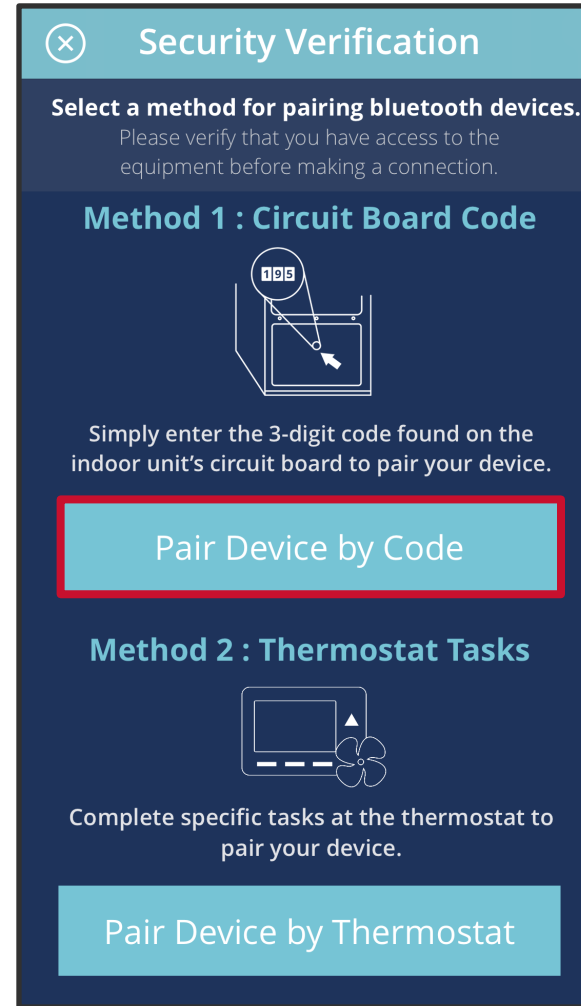 Security Verification
Select a method for pairing bluetooth devices.
Please verify that you have access to the
equipment before making a connection.
Method 1 : Circuit Board Code
195
Simply enter the 3-digit code found on the
indoor unit's circuit board to pair your device.
Pair Device by Code
Method 2 : Thermostat Tasks
Complete specific tasks at the thermostat to
pair your device.
Pair Device by Thermostat